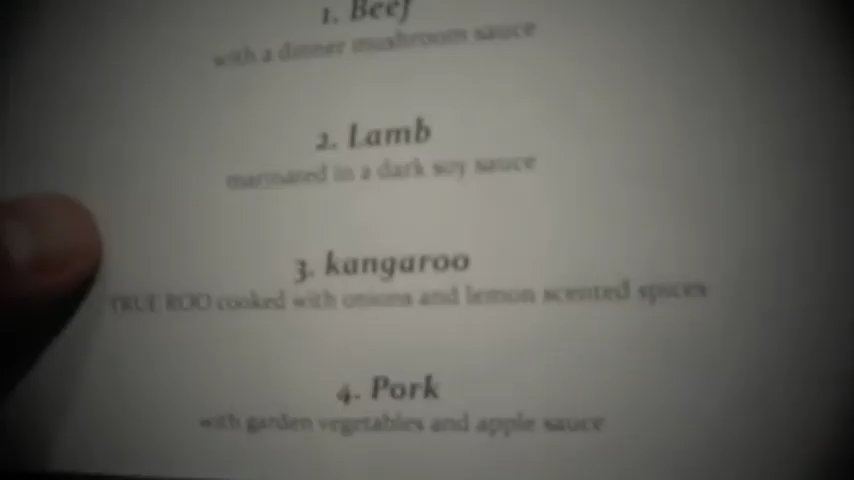 1. Beef
with a dinner mushroom sauce
2. Lamb
marinated in a dark soy sauce
3. kangaroo
TRUE ROO cooked with onions and lemon scented spices
4. Pork
with garden vegetables and apple sauce